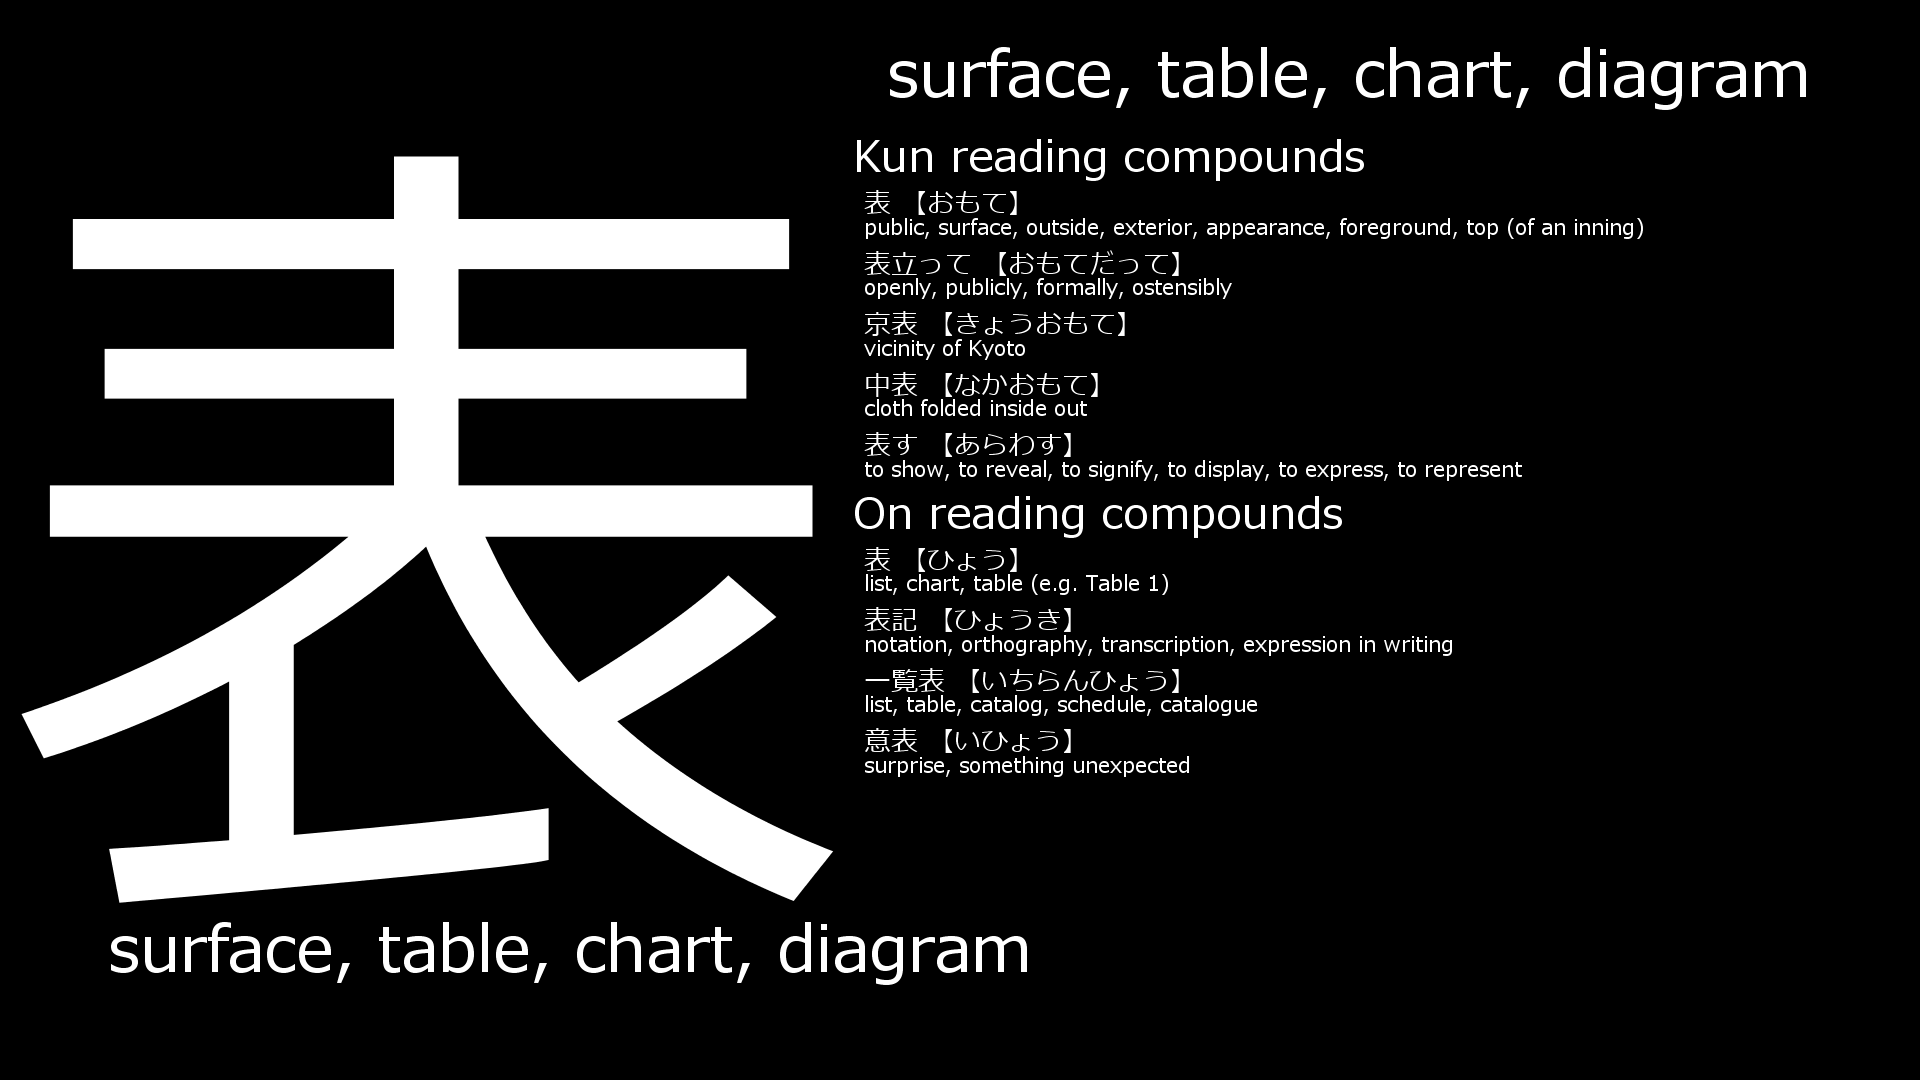 表
surface, table, chart, diagram
surface, table, chart, diagram
Kun reading compounds
表 【おもて】
public, surface, outside, exterior, appearance, foreground, top (of an inning)
表立って 【おもてだって】
openly, publicly, formally, ostensibly
京表 【きょうおもて】
vicinity of Kyoto
中表 【なかおもて】
cloth folded inside out
表す 【あらわす】
to show, to reveal, to signify, to display, to express, to represent
On reading compounds
表 【ひょう】
list, chart, table (e.g. Table 1)
表記 【ひょうき】
notation, orthography, transcription, expression in writing
一覧表 【いちらんひょう】
list, table, catalog, schedule, catalogue
意表 【いひょう】
surprise, something unexpected